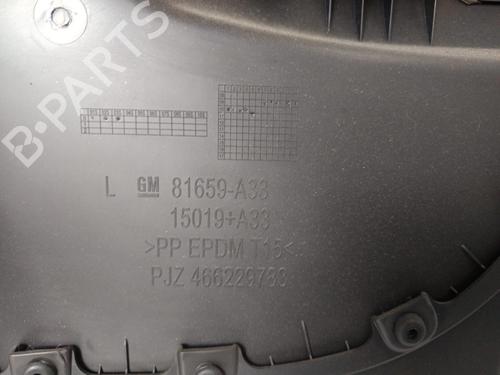 B-PARTS
L GM 81659-A33
15019+A33
>PP EPDM T15<
PJZ 466229733